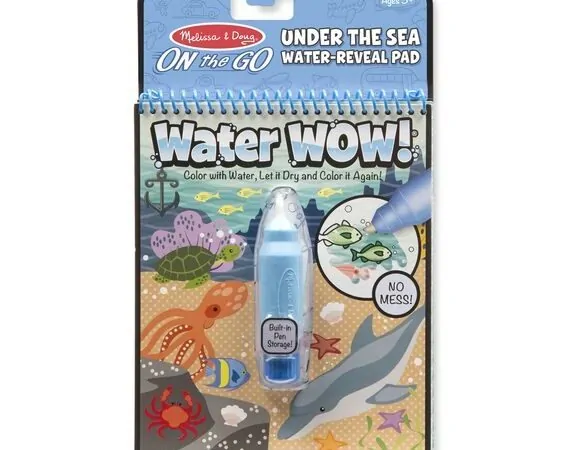 Ages 3+
Melissa & Doug
ON the GO
UNDER THE SEA
WATER-REVEAL PAD
Water WOW!
Color with Water, Let it Dry and Color it Again!
NO
MESS!
Built-in
Pen
Storage!